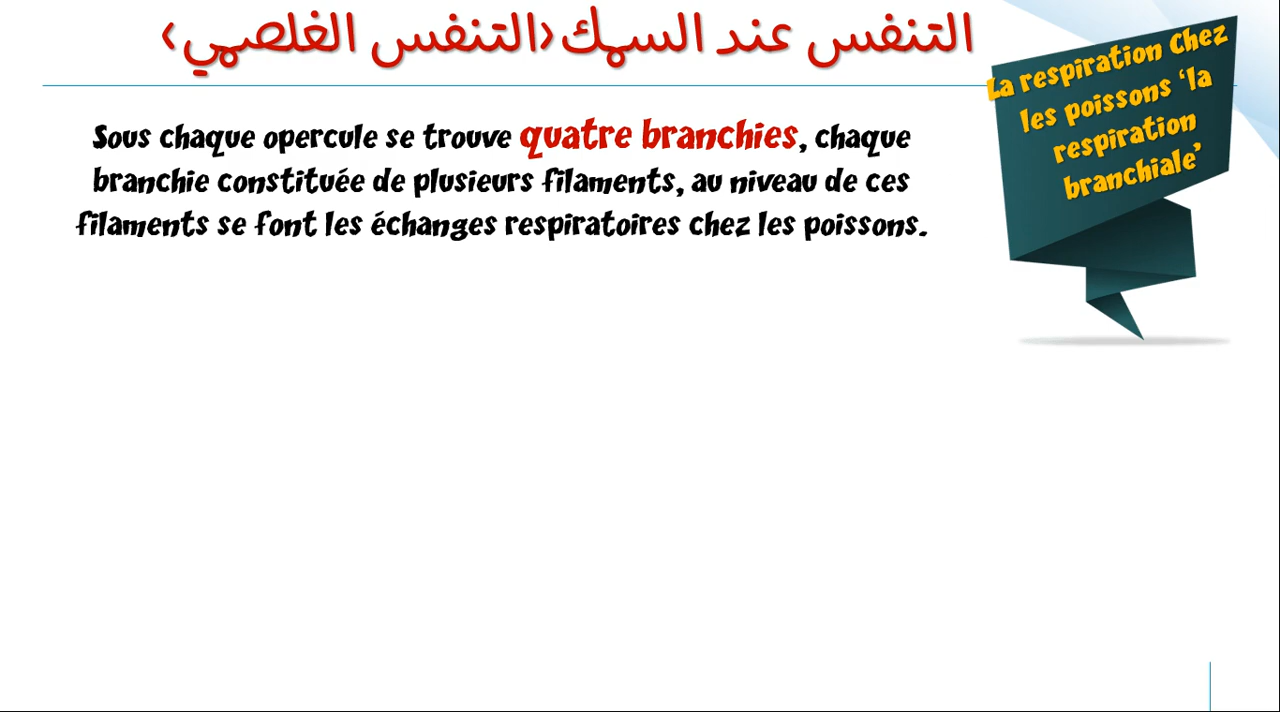 التنفس عند السمك‹التنفس الغلصمي›
La respiration Chez
les poissons ‘la
respiration
branchiale’
Sous chaque opercule se trouve quatre branchies, chaque
branchie constituée de plusieurs filaments, au niveau de ces
filaments se font les échanges respiratoires chez les poissons.